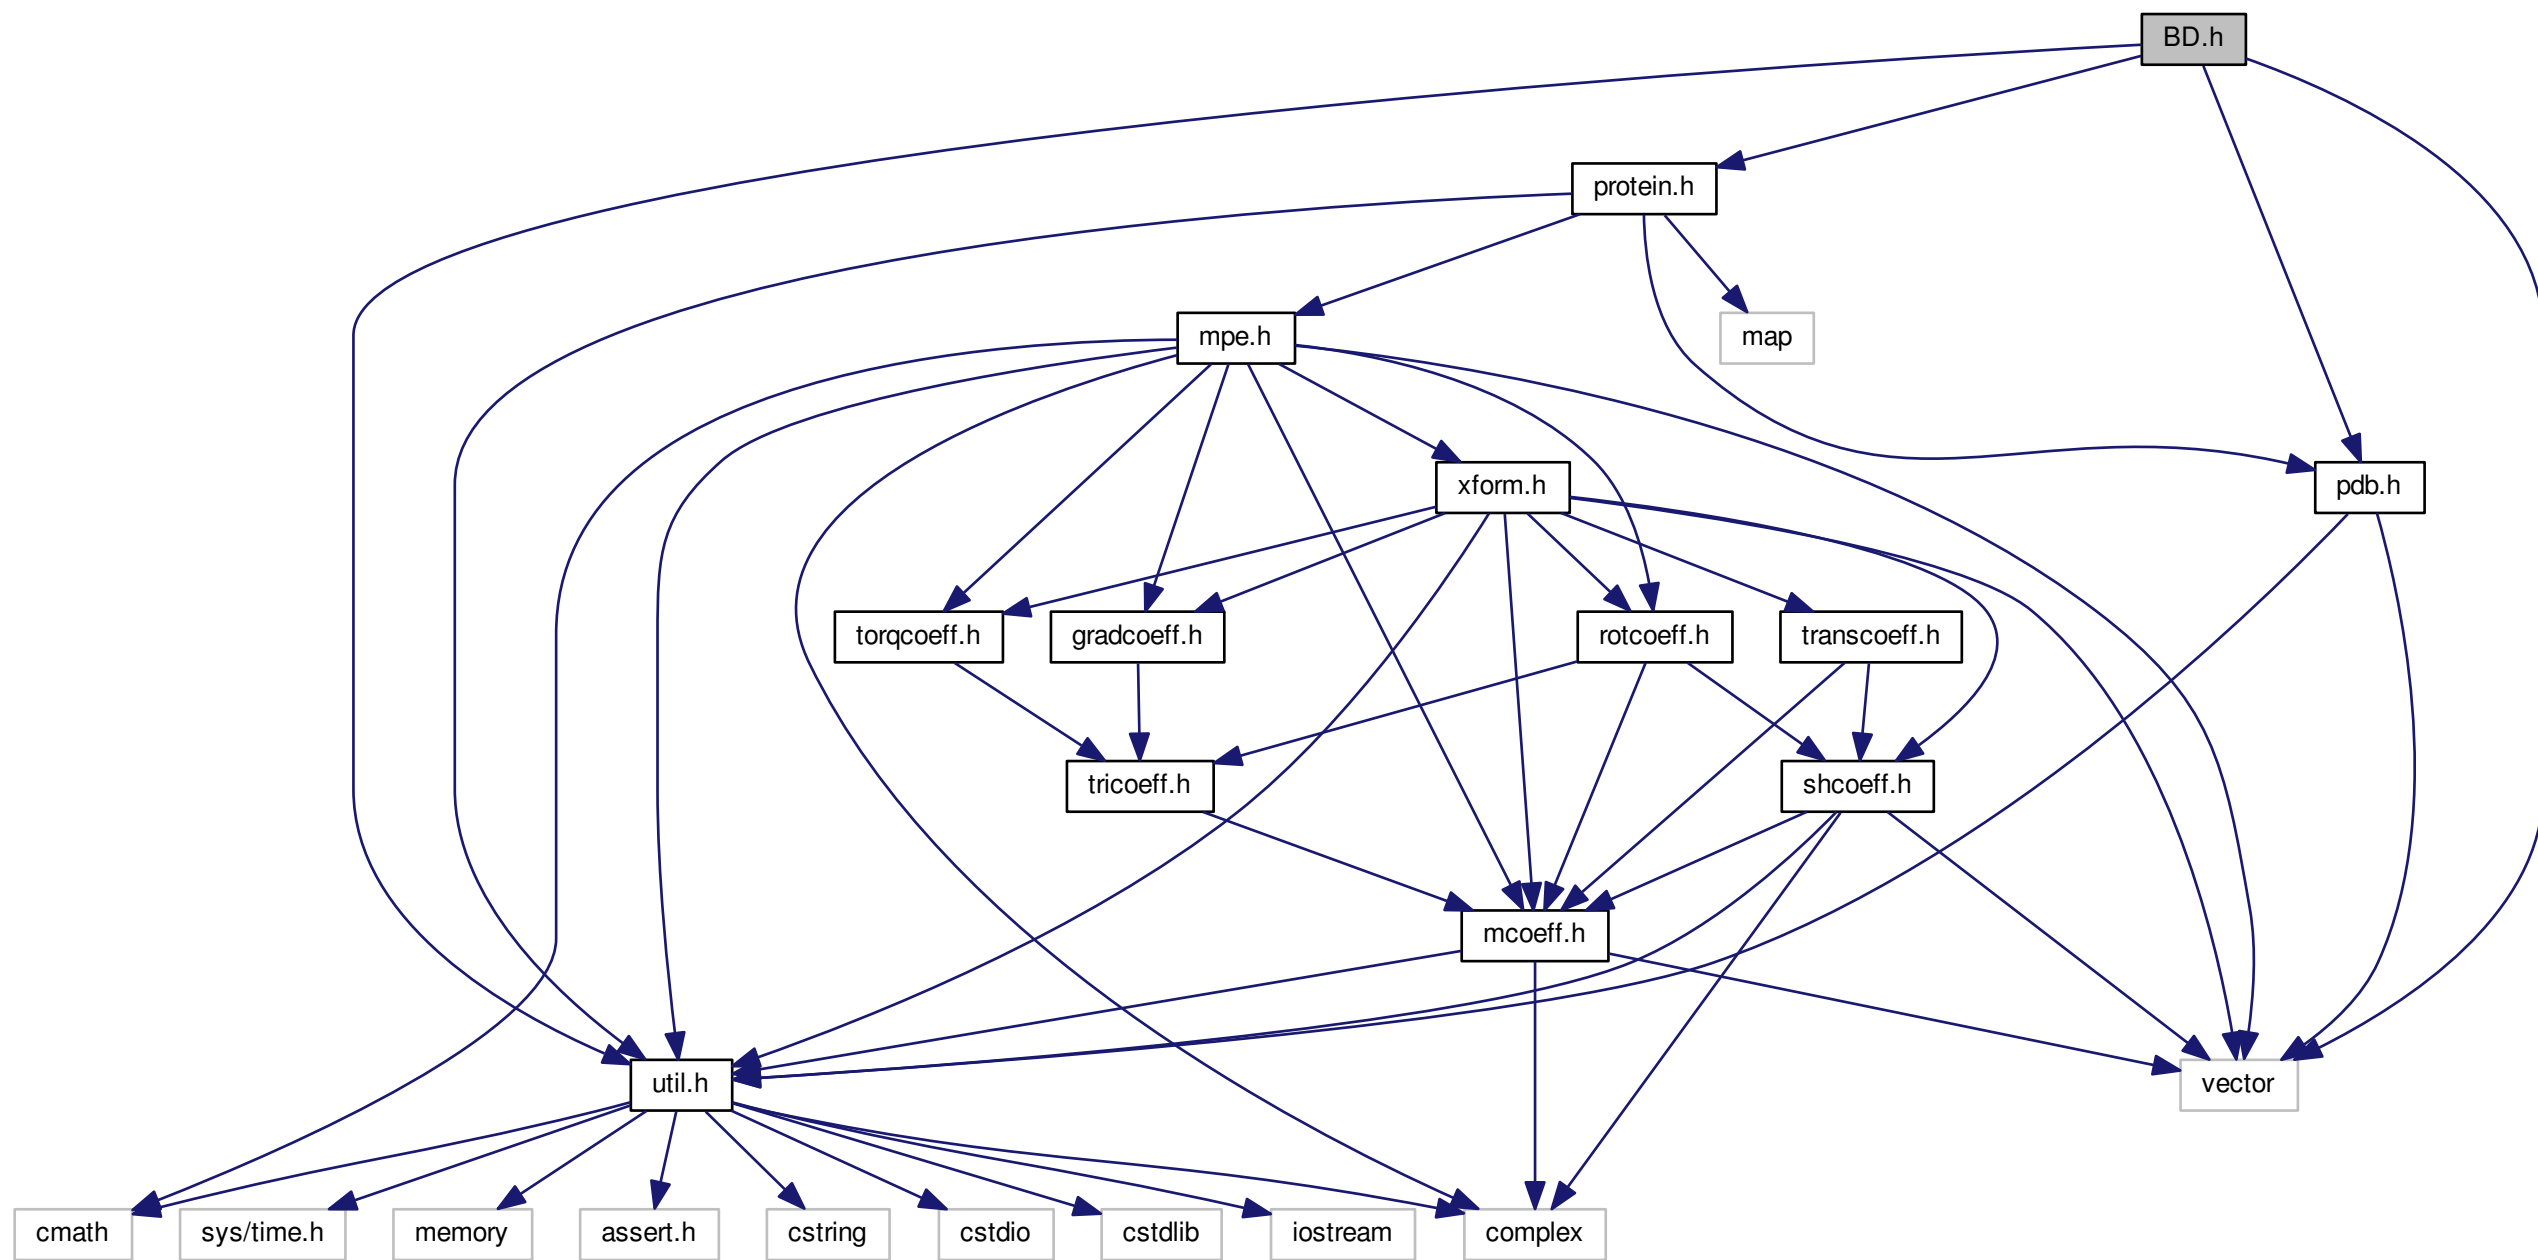 BD.h
protein.h
mpe.h
map
xform.h
pdb.h
torqcoeff.h
gradcoeff.h
rotcoeff.h
transcoeff.h
tricoeff.h
shcoeff.h
mcoeff.h
util.h
vector
cmath
sys/time.h
memory
assert.h
cstring
cstdio
cstdlib
iostream
complex